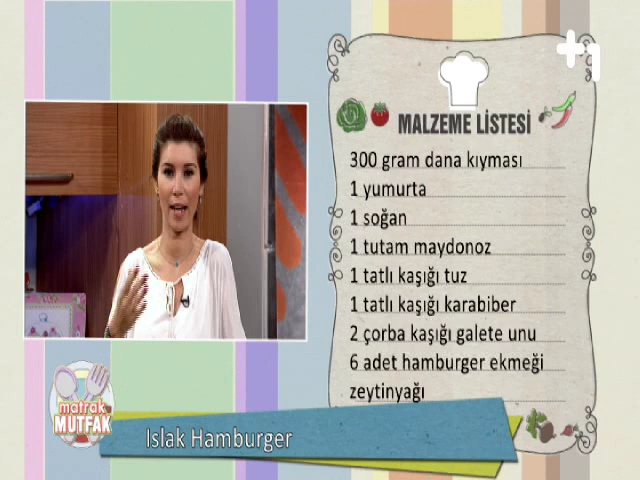 +1
MALZEME LİSTESİ
300 gram dana kıyması
1 yumurta
1 soğan
1 tutam maydonoz
1 tatlı kaşığı tuz
1 tatlı kaşığı karabiber
2 çorba kaşığı galete unu
6 adet hamburger ekmeği
zeytinyağı
matrak
MUTFAK
Islak Hamburger